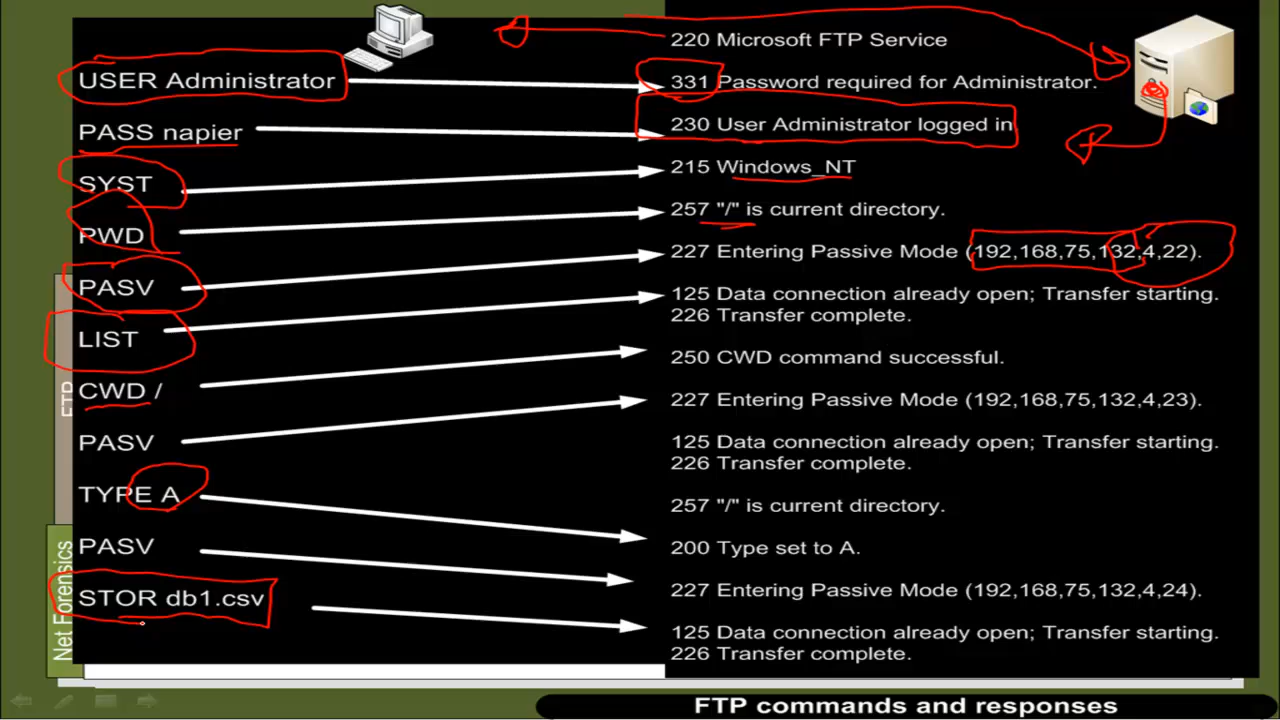 220 Microsoft FTP Service
USER Administrator
331 Password required for Administrator.
PASS napier
230 User Administrator logged in
SYST
215 Windows_NT
PWD
257 "/" is current directory.
PASV
227 Entering Passive Mode (192,168,75,132,4,22).
LIST
125 Data connection already open; Transfer starting.
226 Transfer complete.
CWD /
250 CWD command successful.
PASV
227 Entering Passive Mode (192,168,75,132,4,23).
125 Data connection already open; Transfer starting.
226 Transfer complete.
TYPE A
257 "/" is current directory.
200 Type set to A.
PASV
227 Entering Passive Mode (192,168,75,132,4,24).
STOR db1.csv
125 Data connection already open; Transfer starting.
226 Transfer complete.
FTP
Net Forensics
FTP commands and responses